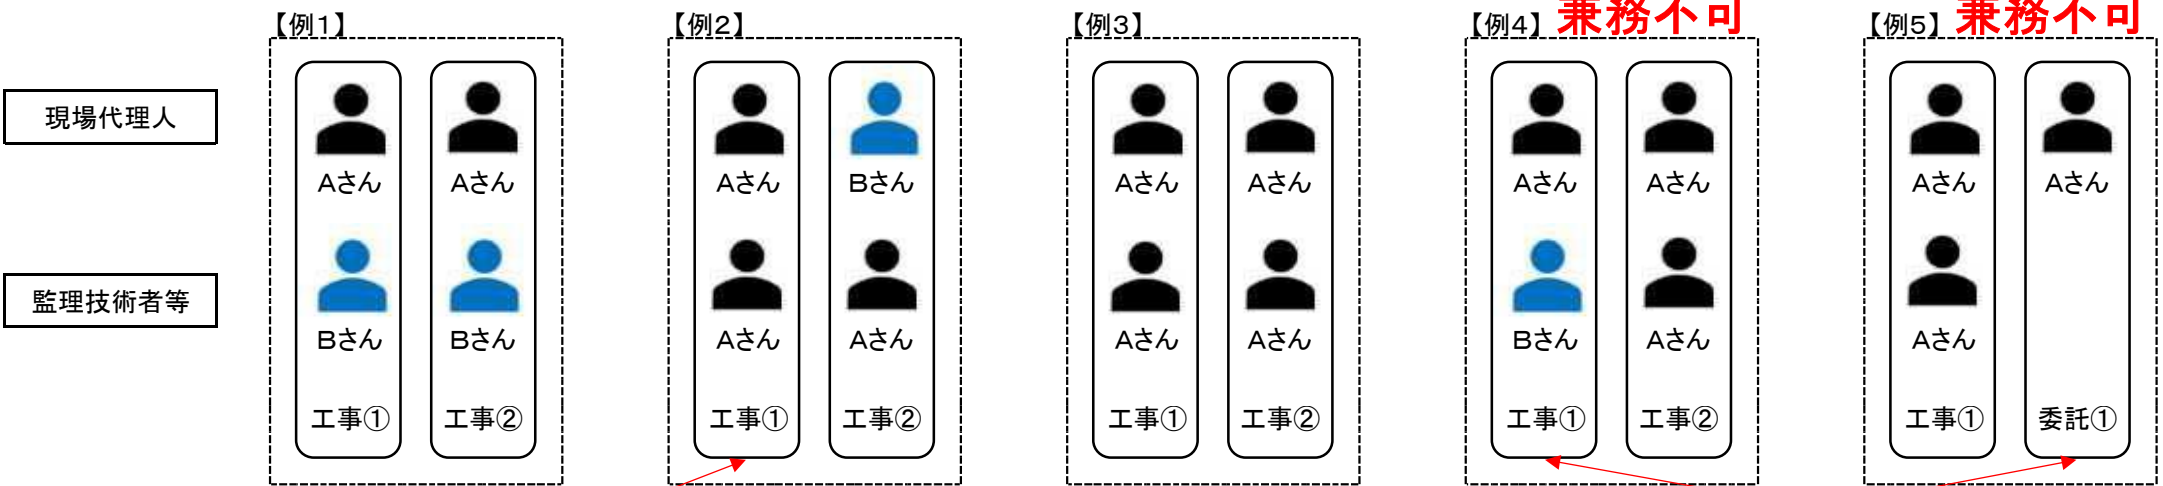 【例1】
【例2】
【例3】
【例4】 兼務不可
【例5】 兼務不可
現場代理人
Aさん Aさん
Aさん Bさん
Aさん Aさん
Aさん Aさん
Aさん Aさん
監理技術者等
Bさん Bさん
Aさん Aさん
Aさん Aさん
Bさん Aさん
Aさん
工事① 工事②
工事① 工事②
工事① 工事②
工事① 工事②
工事① 委託①